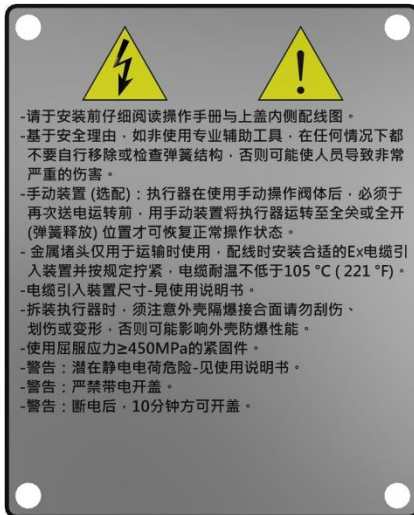 -请于安装前仔细阅读操作手册与上盖内侧配线图。
-基于安全理由，如非使用专业辅助工具，在任何情况下都
不要自行移除或检查弹簧结构，否则可能使人员导致非常
严重的伤害。
-手动装置 (选配)：执行器在使用手动操作阀体后，必须于
再次送电运转前，用手动装置将执行器运转至全关或全开
(弹簧释放) 位置才可恢复正常操作状态。
- 金属堵头仅用于运输时使用，配线时安装合适的Ex电缆引
入装置并按规定拧紧，电缆耐温不低于105 °C ( 221 °F)。
-电缆引入装置尺寸-見使用说明书。
-拆装执行器时，须注意外壳隔爆接合面请勿刮伤、
划伤或变形，否则可能影响外壳防爆性能。
-使用屈服应力≥450MPa的紧固件。
-警告：潜在静电电荷危险-见使用说明书。
-警告：严禁带电开盖。
-警告：断电后，10分钟方可开盖。